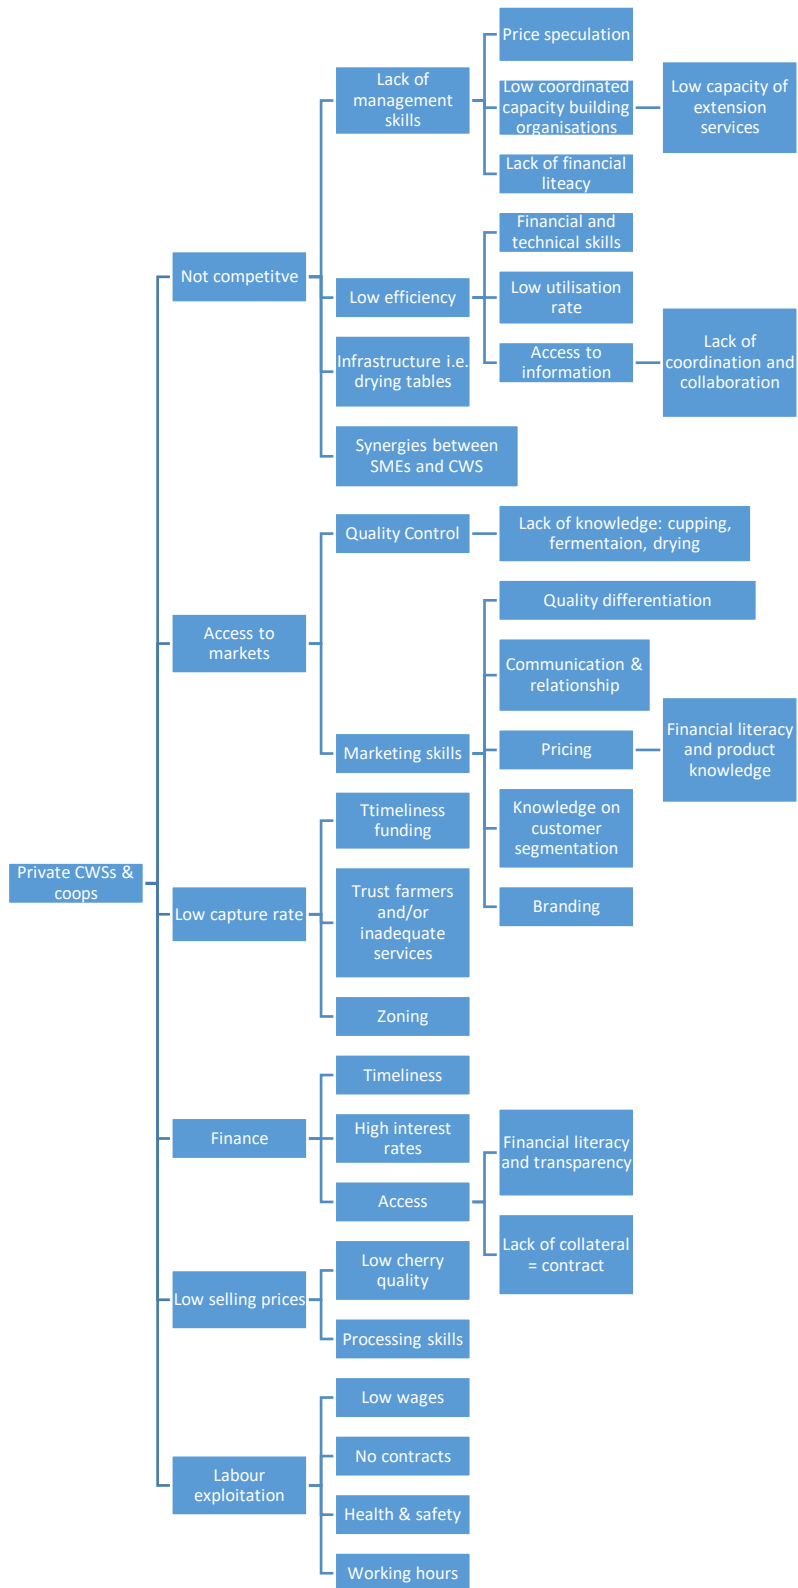 Private CWSs &
coops
Not competitve
Lack of
management
skills
Price speculation
Low coordinated
capacity building
organisations
Low capacity of
extension
services
Lack of financial
liteacy
Low efficiency
Financial and
technical skills
Low utilisation
rate
Access to
information
Lack of
coordination and
collaboration
Infrastructure i.e.
drying tables
Synergies between
SMEs and CWS
Access to
markets
Quality Control
Lack of knowledge: cupping,
fermentaion, drying
Marketing skills
Quality differentiation
Communication &
relationship
Pricing
Financial literacy
and product
knowledge
Knowledge on
customer
segmentation
Branding
Low capture rate
Ttimeliness
funding
Trust farmers
and/or
inadequate
services
Zoning
Finance
Timeliness
High interest
rates
Access
Financial literacy
and transparency
Lack of collateral
= contract
Low selling prices
Low cherry
quality
Processing skills
Labour
exploitation
Low wages
No contracts
Health & safety
Working hours